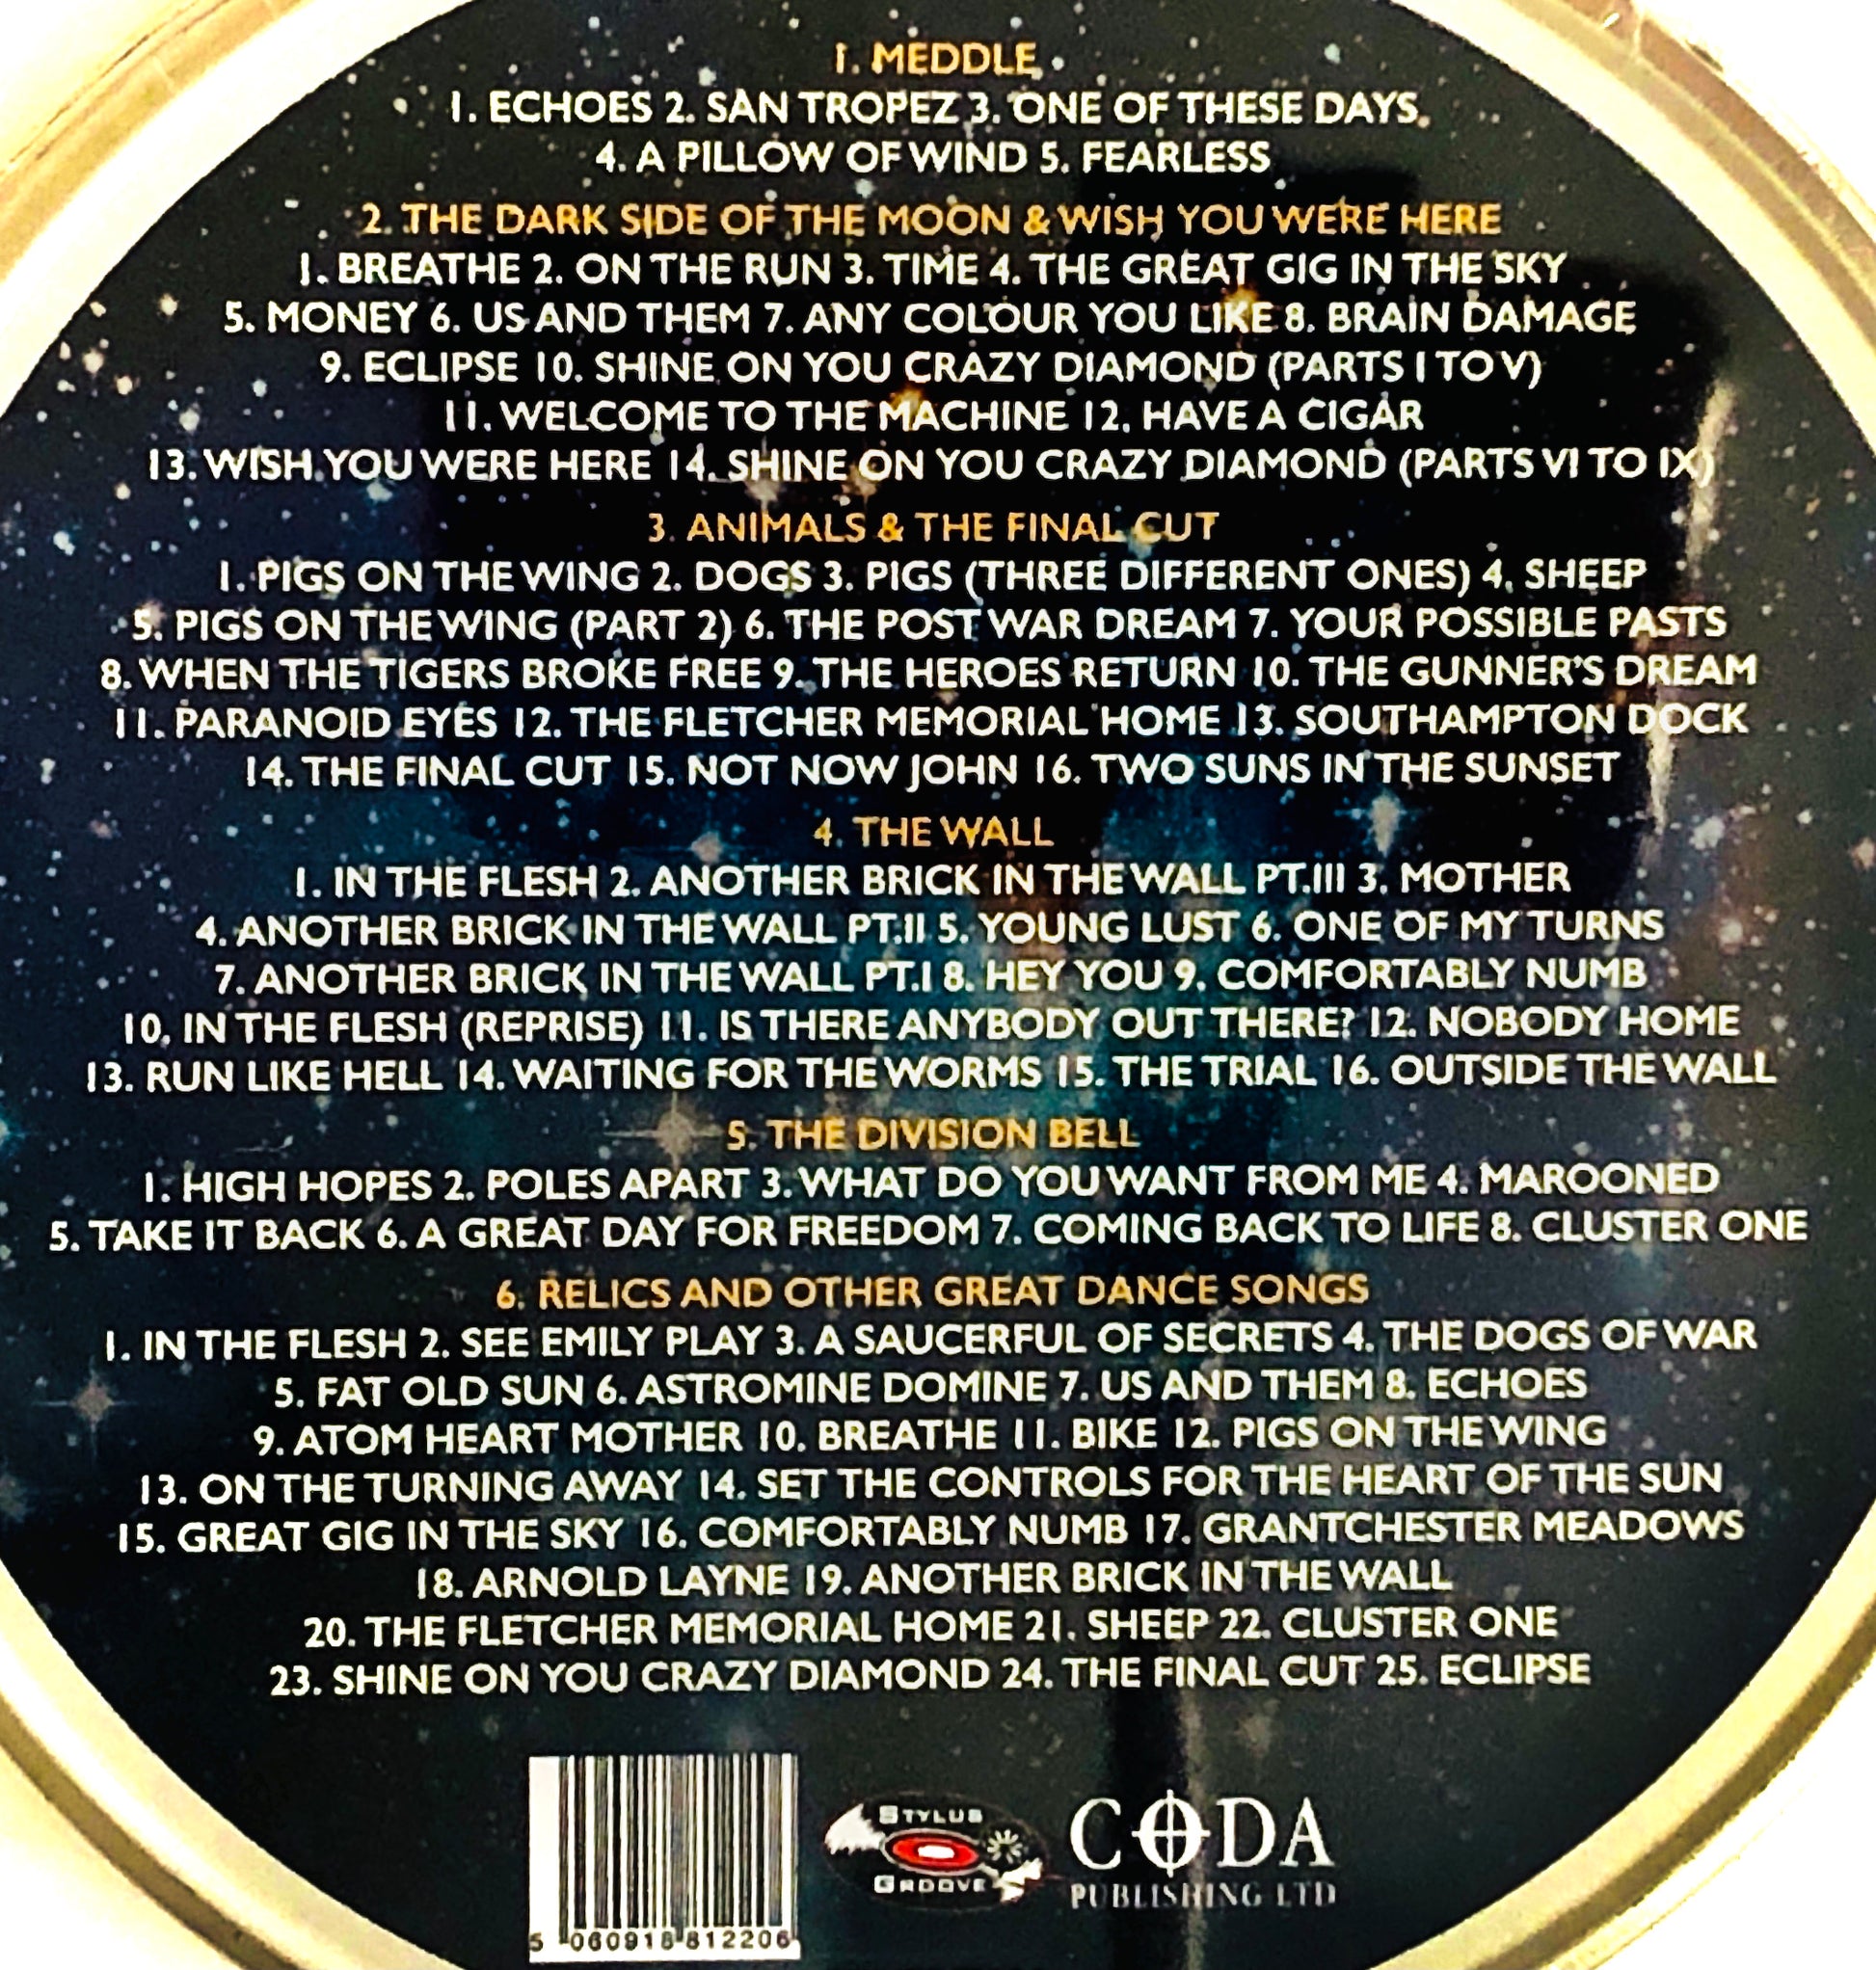 1. MEDDLE
1. ECHOES 2. SAN TROPEZ 3. ONE OF THESE DAYS
4. A PILLOW OF WIND 5. FEARLESS
2. THE DARK SIDE OF THE MOON & WISH YOU WERE HERE
1. BREATHE 2. ON THE RUN 3. TIME 4. THE GREAT GIG IN THE SKY
5. MONEY 6. US AND THEM 7. ANY COLOUR YOU LIKE 8. BRAIN DAMAGE
9. ECLIPSE 10. SHINE ON YOU CRAZY DIAMOND (PARTS I TO V)
11. WELCOME TO THE MACHINE 12. HAVE A CIGAR
13. WISH YOU WERE HERE 14. SHINE ON YOU CRAZY DIAMOND (PARTS VI TO IX)
3. ANIMALS & THE FINAL CUT
1. PIGS ON THE WING 2. DOGS 3. PIGS (THREE DIFFERENT ONES) 4. SHEEP
5. PIGS ON THE WING (PART 2) 6. THE POST WAR DREAM 7. YOUR POSSIBLE PASTS
8. WHEN THE TIGERS BROKE FREE 9. THE HEROES RETURN 10. THE GUNNER'S DREAM
11. PARANOID EYES 12. THE FLETCHER MEMORIAL HOME 13. SOUTHAMPTON DOCK
14. THE FINAL CUT 15. NOT NOW JOHN 16. TWO SUNS IN THE SUNSET
4. THE WALL
1. IN THE FLESH 2. ANOTHER BRICK IN THE WALL PT.III 3. MOTHER
4. ANOTHER BRICK IN THE WALL PT.II 5. YOUNG LUST 6. ONE OF MY TURNS
7. ANOTHER BRICK IN THE WALL PT.I 8. HEY YOU 9. COMFORTABLY NUMB
10. IN THE FLESH (REPRISE) 11. IS THERE ANYBODY OUT THERE? 12. NOBODY HOME
13. RUN LIKE HELL 14. WAITING FOR THE WORMS 15. THE TRIAL 16. OUTSIDE THE WALL
5. THE DIVISION BELL
1. HIGH HOPES 2. POLES APART 3. WHAT DO YOU WANT FROM ME 4. MAROONED
5. TAKE IT BACK 6. A GREAT DAY FOR FREEDOM 7. COMING BACK TO LIFE 8. CLUSTER ONE
6. RELICS AND OTHER GREAT DANCE SONGS
1. IN THE FLESH 2. SEE EMILY PLAY 3. A SAUCERFUL OF SECRETS 4. THE DOGS OF WAR
5. FAT OLD SUN 6. ASTROMINE DOMINE 7. US AND THEM 8. ECHOES
9. ATOM HEART MOTHER 10. BREATHE 11. BIKE 12. PIGS ON THE WING
13. ON THE TURNING AWAY 14. SET THE CONTROLS FOR THE HEART OF THE SUN
15. GREAT GIG IN THE SKY 16. COMFORTABLY NUMB 17. GRANTCHESTER MEADOWS
18. ARNOLD LAYNE 19. ANOTHER BRICK IN THE WALL
20. THE FLETCHER MEMORIAL HOME 21. SHEEP 22. CLUSTER ONE
23. SHINE ON YOU CRAZY DIAMOND 24. THE FINAL CUT 25. ECLIPSE
STYLUS
GROOVE
CODA
PUBLISHING LTD
5 060918 812206